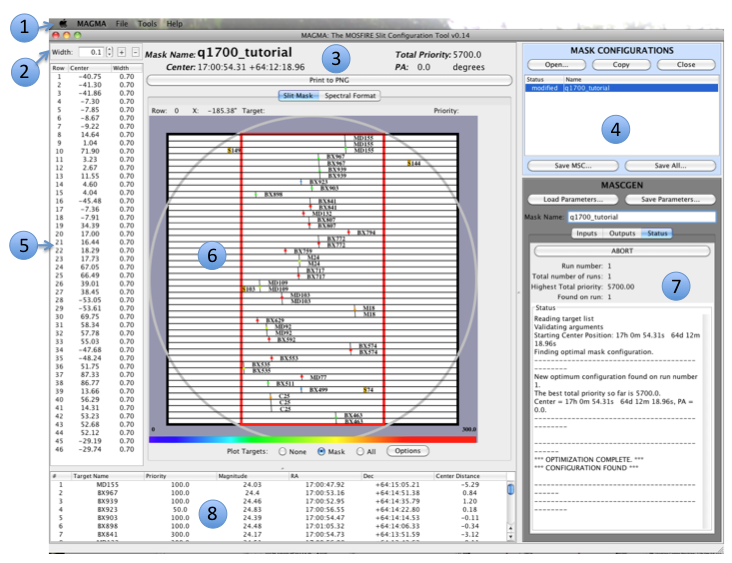 1
MAGMA File Tools Help
MAGMA: The MOSFIRE Slit Configuration Tool v0.14
Width: 0.1 + -
2
Row Center Width
1 -40.75 0.70
2 -41.30 0.70
3 -41.86 0.70
4 -7.30 0.70
5 -7.85 0.70
6 -8.67 0.70
7 -9.22 0.70
8 14.64 0.70
9 1.04 0.70
10 71.90 0.70
11 3.23 0.70
12 2.67 0.70
13 11.55 0.70
14 4.60 0.70
15 4.04 0.70
16 -45.48 0.70
17 -7.36 0.70
18 -7.91 0.70
19 34.39 0.70
20 17.00 0.70
21 16.44 0.70
22 18.29 0.70
23 17.73 0.70
24 67.05 0.70
25 66.49 0.70
26 39.01 0.70
27 38.45 0.70
28 -53.05 0.70
29 -53.61 0.70
30 69.75 0.70
31 58.34 0.70
32 57.78 0.70
33 55.03 0.70
34 -47.68 0.70
35 -48.24 0.70
36 51.75 0.70
37 87.33 0.70
38 86.77 0.70
39 13.66 0.70
40 56.29 0.70
41 14.31 0.70
42 53.23 0.70
43 52.68 0.70
44 52.12 0.70
45 -29.19 0.70
46 -29.74 0.70
5
Mask Name: q1700_tutorial
3
Total Priority: 5700.0
Center: 17:00:54.31 +64:12:18.96
PA: 0.0 degrees
Print to PNG
Slit Mask Spectral Format
Row: 0 X: -185.38" Target: Priority:
MD155
MD155
S149 MD155
BX967
BX967 S144
BX939
BX939
BX923
BX903
BX898
BX841
BX841
MD132
BX807
BX807
BX794
BX772
BX772
BX759
M24
M24
BX717
BX717
MD109
S103 MD109
MD103
MD103
M18
M18
BX629
MD92
MD92
BX592
BX574
BX574
BX553
BX535
BX535
MD77
BX511
BX499 S74
C25
C25
C25
BX463
BX463
6
0 300.0
Plot Targets: None Mask All Options
# Target Name Priority Magnitude RA Dec Center Distance
1 MD155 100.0 24.03 17:00:47.92 +64:15:05.21 -5.29
2 BX967 100.0 24.4 17:00:53.16 +64:14:51.38 0.84
3 BX939 100.0 24.46 17:00:52.95 +64:14:35.79 1.20
4 BX923 50.0 24.83 17:00:56.55 +64:14:22.80 0.18
5 BX903 100.0 24.39 17:00:54.47 +64:14:14.53 -0.11
6 BX898 100.0 24.48 17:01:05.32 +64:14:06.33 -0.34
7 BX841 300.0 24.17 17:00:54.73 +64:13:51.59 -3.12
8
MASK CONFIGURATIONS
Open... Copy Close
Status Name
modified q1700_tutorial
4
Save MSC... Save All...
MASCGEN
Load Parameters... Save Parameters...
Mask Name: q1700_tutorial
Inputs Outputs Status
ABORT
Run number: 1
Total number of runs: 1
Highest Total priority: 5700.00
Found on run: 1
7
Status
Reading target list
Validating arguments
Starting Center Position: 17h 0m 54.31s 64d 12m
18.96s
Finding optimal mask configuration.
New optimum configuration found on run number
1.
The best total priority so far is 5700.0.
Center = 17h 0m 54.31s 64d 12m 18.96s, PA =
0.0.
*** OPTIMIZATION COMPLETE. ***
*** CONFIGURATION FOUND ***